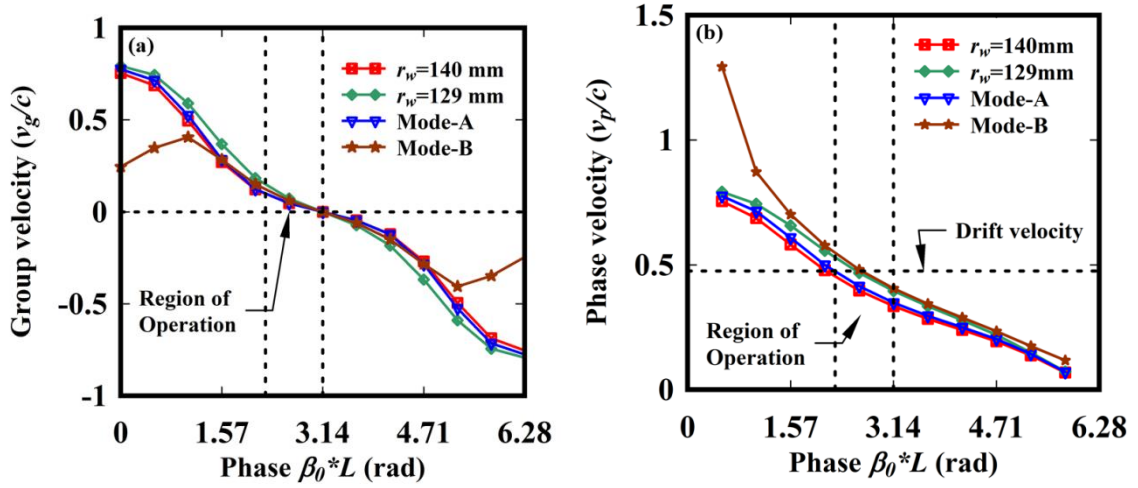 (a)
r_w=140 mm
r_w=129 mm
Mode-A
Mode-B
Region of
Operation
1
0.5
0
-0.5
-1
Group velocity (v_g/c)
0 1.57 3.14 4.71 6.28
Phase β_0*L (rad)
(b)
r_w=140mm
r_w=129mm
Mode-A
Mode-B
Drift velocity
Region of
Operation
1.5
1
0.5
0
Phase velocity (v_p/c)
0 1.57 3.14 4.71 6.28
Phase β_0*L (rad)